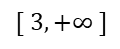 [ 3, +∞ ]